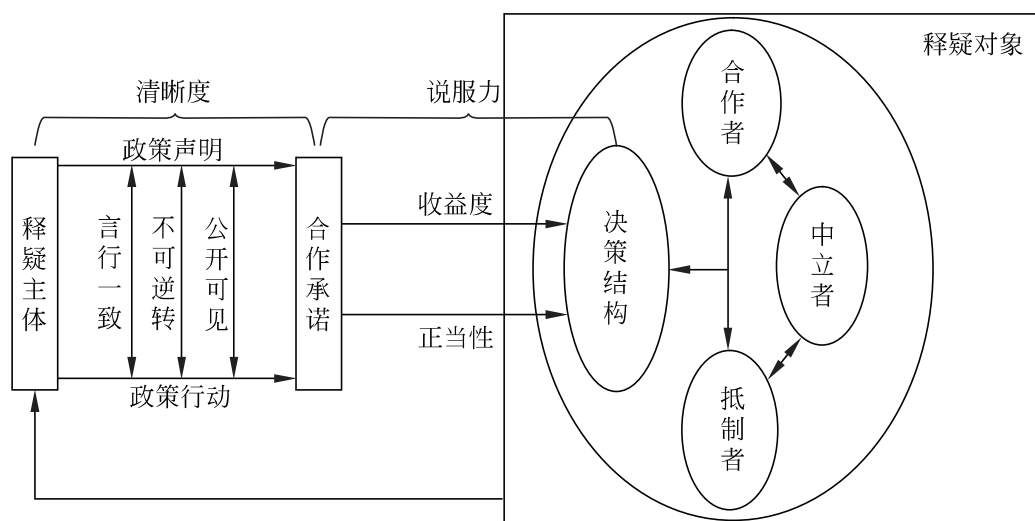 释疑对象
清晰度
说服力
政策声明
释疑主体
言行一致
不可逆转
公开可见
合作承诺
政策行动
收益度
正当性
决策结构
合作者
中立者
抵制者